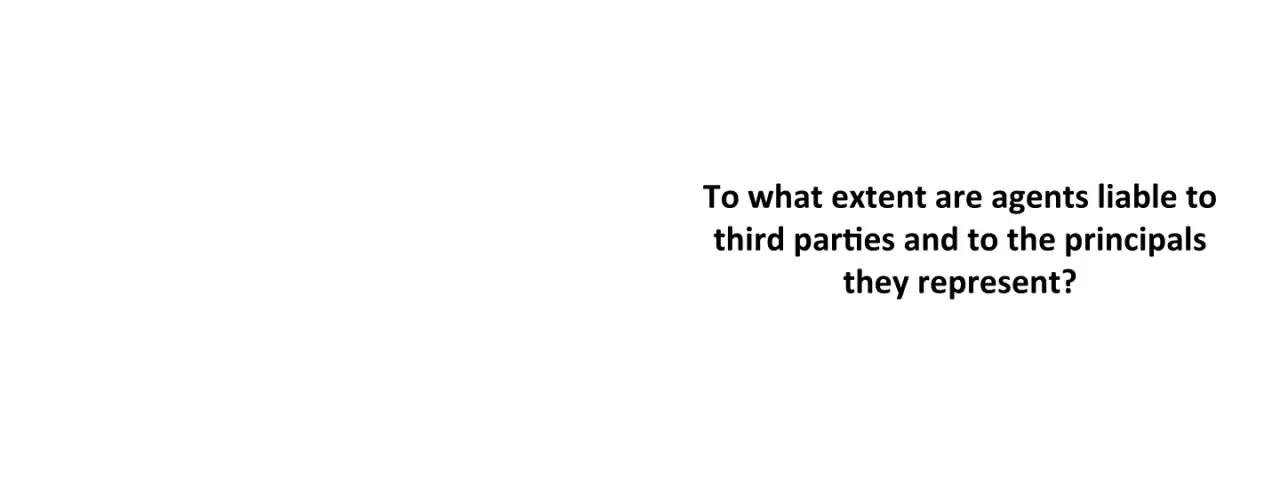 To what extent are agents liable to
third parties and to the principals
they represent?